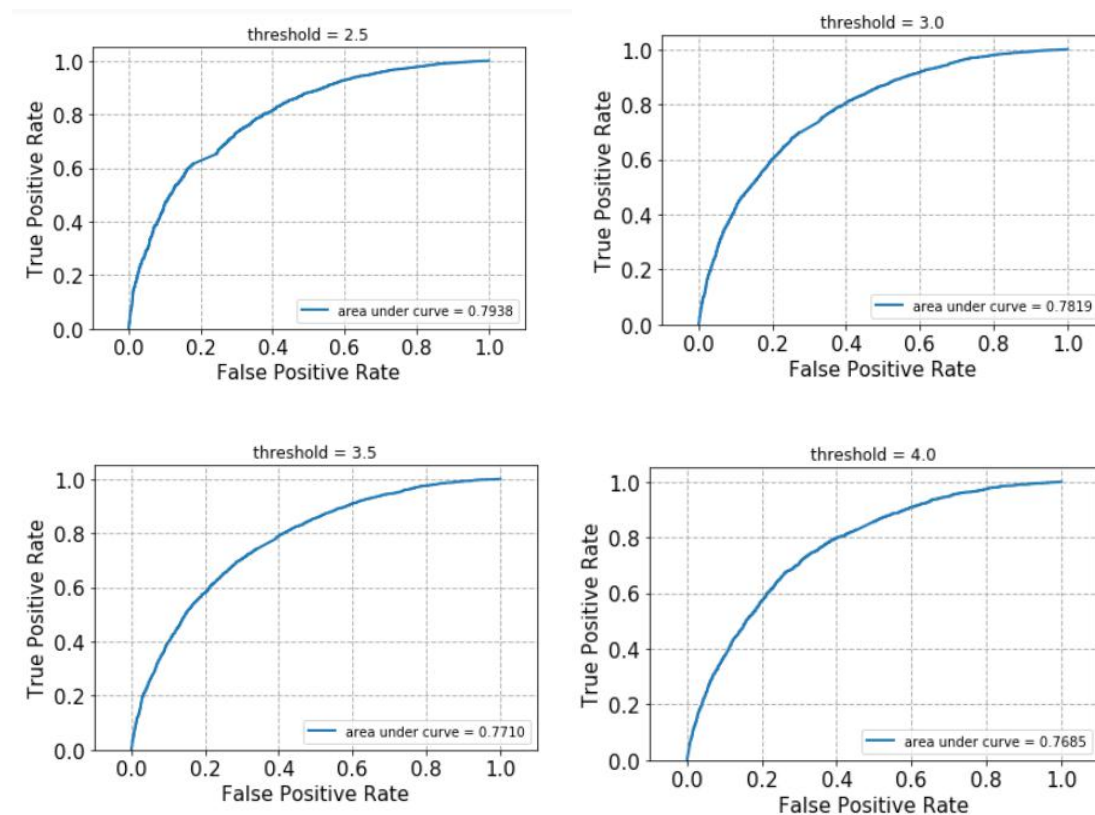 threshold = 2.5
True Positive Rate
1.0
0.8
0.6
0.4
0.2
0.0
area under curve = 0.7938
0.0 0.2 0.4 0.6 0.8 1.0
False Positive Rate
threshold = 3.0
True Positive Rate
1.0
0.8
0.6
0.4
0.2
0.0
area under curve = 0.7819
0.0 0.2 0.4 0.6 0.8 1.0
False Positive Rate
threshold = 3.5
True Positive Rate
1.0
0.8
0.6
0.4
0.2
0.0
area under curve = 0.7710
0.0 0.2 0.4 0.6 0.8 1.0
False Positive Rate
threshold = 4.0
True Positive Rate
1.0
0.8
0.6
0.4
0.2
0.0
area under curve = 0.7685
0.0 0.2 0.4 0.6 0.8 1.0
False Positive Rate